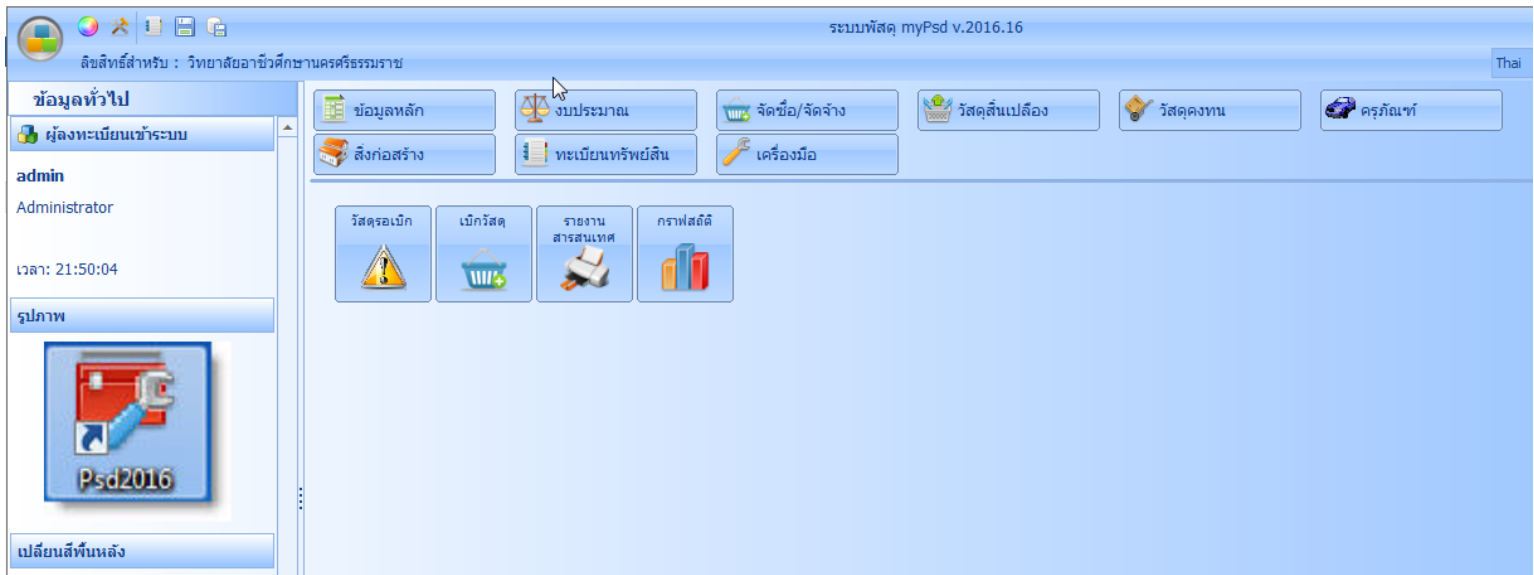 ระบบพัสดุ myPsd v.2016.16
ลิขสิทธิ์สำหรับ : วิทยาลัยอาชีวศึกษานครศรีธรรมราช
Thai
ข้อมูลทั่วไป
ผู้ลงทะเบียนเข้าระบบ
admin
Administrator
เวลา: 21:50:04
รูปภาพ
Psd2016
เปลี่ยนสีพื้นหลัง
ข้อมูลหลัก
งบประมาณ
จัดซื้อ/จัดจ้าง
วัสดุสิ้นเปลือง
วัสดุคงทน
ครุภัณฑ์
สิ่งก่อสร้าง
ทะเบียนทรัพย์สิน
เครื่องมือ
วัสดุรอเบิก
เบิกวัสดุ
รายงาน
สารสนเทศ
กราฟสถิติ